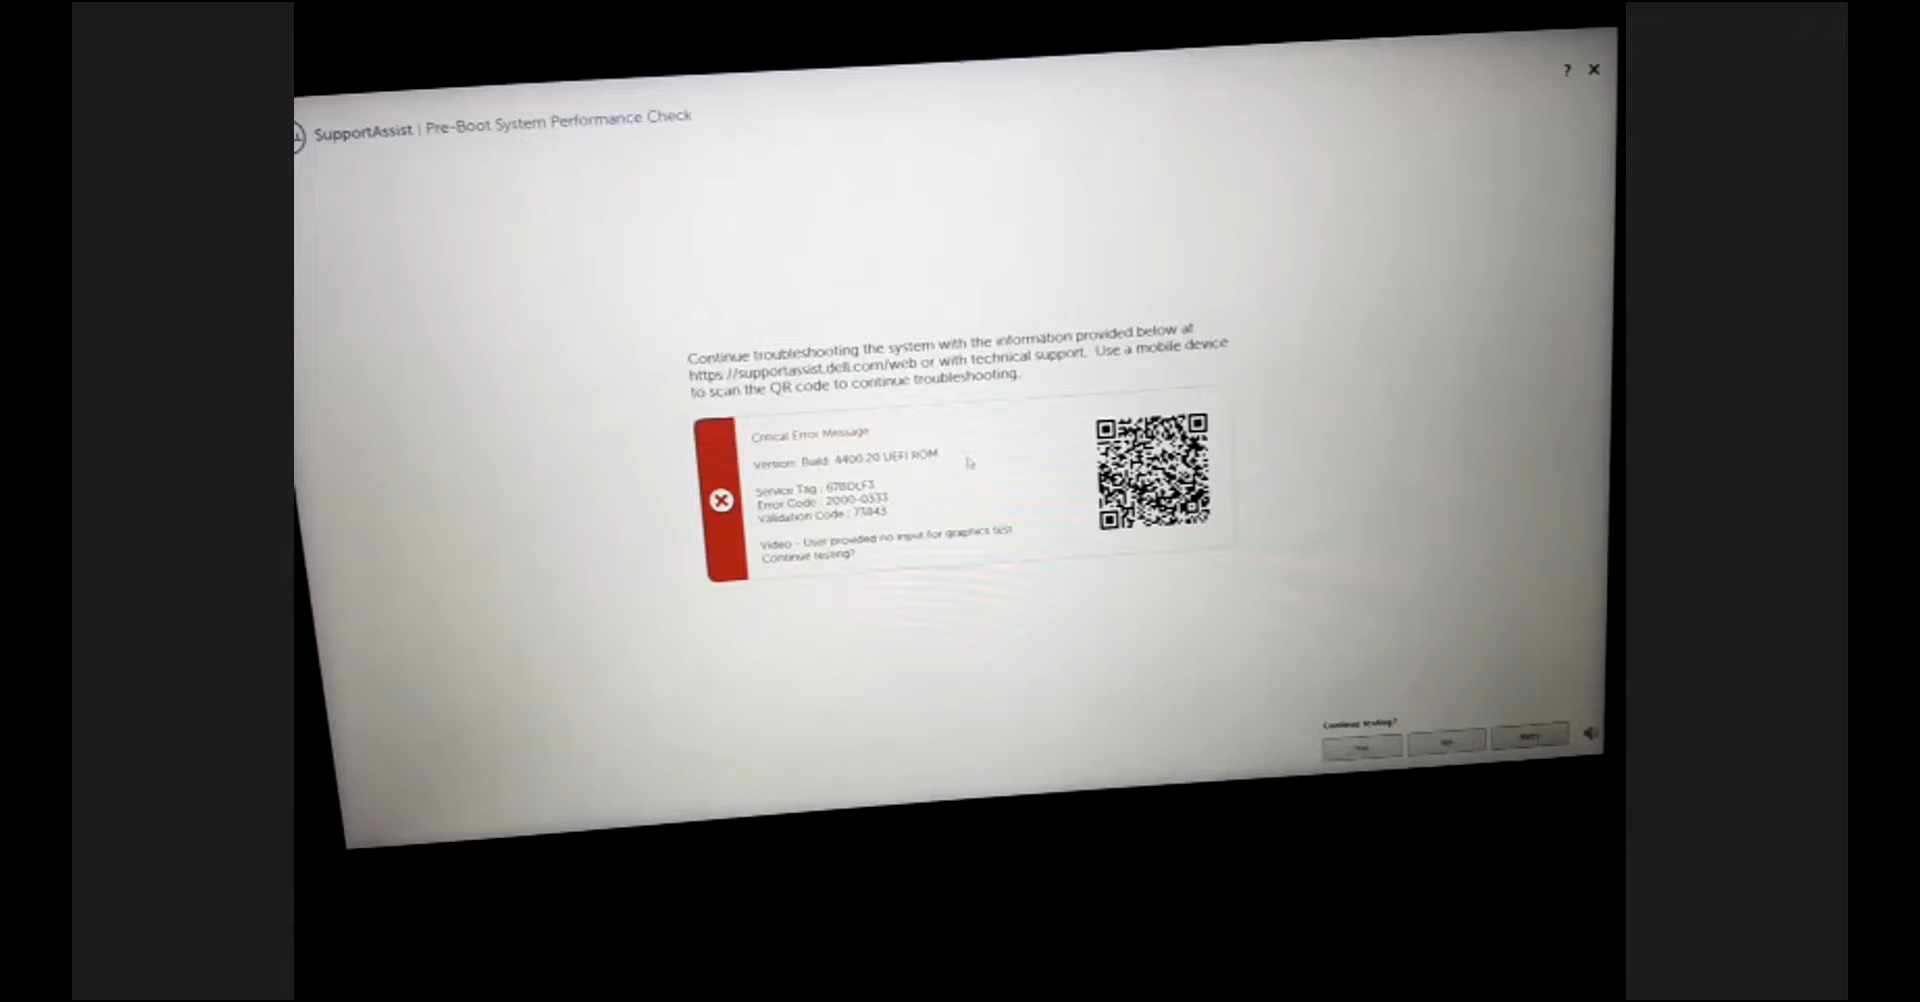 SupportAssist | Pre-Boot System Performance Check
? X
Continue troubleshooting the system with the information provided below at
https://supportassist.dell.com/web or with technical support. Use a mobile device
to scan the QR code to continue troubleshooting.
Critical Error Message
Version: Build: 4400.20 UEFI ROM
Service Tag : 678DLF3
Error Code : 2000-0333
Validation Code : 73843
Video - User provided no input for graphics test
Continue testing?
Continue testing?
Yes No Retry